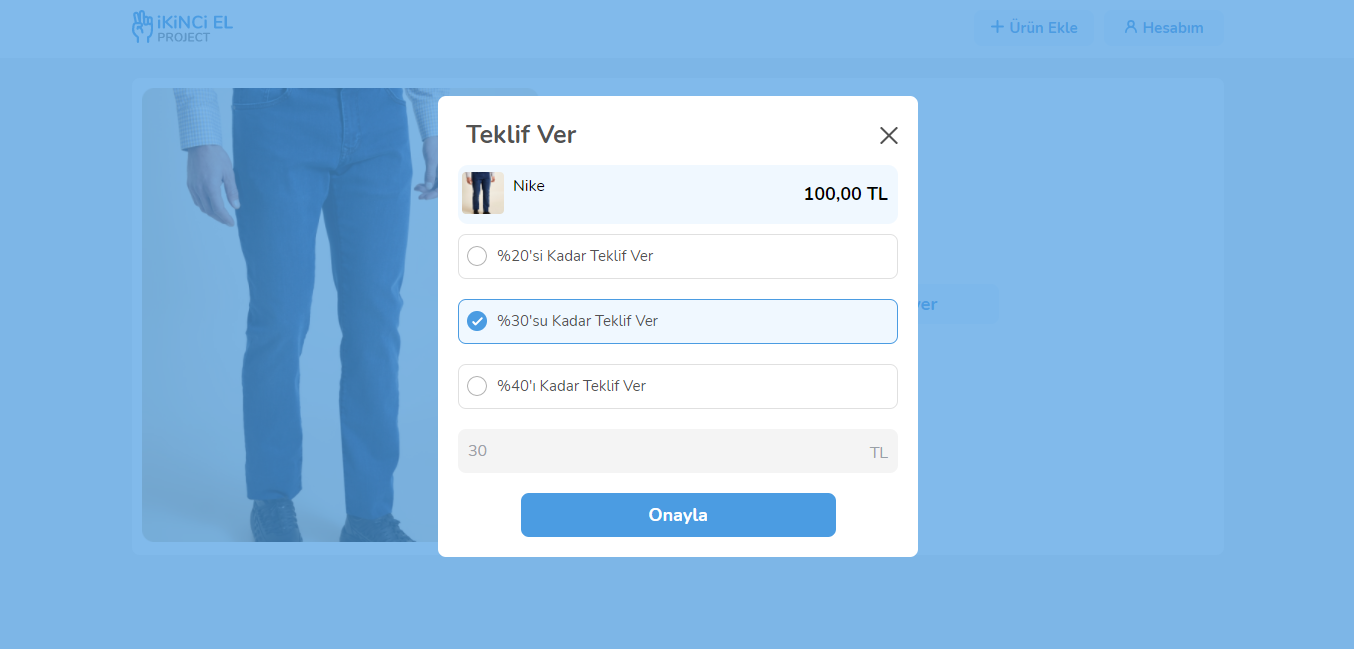 iKiNCi EL
PROJECT
Ürün Ekle
Hesabım
Teklif Ver
Nike
100,00 TL
%20'si Kadar Teklif Ver
%30'su Kadar Teklif Ver
%40'ı Kadar Teklif Ver
30 TL
Onayla